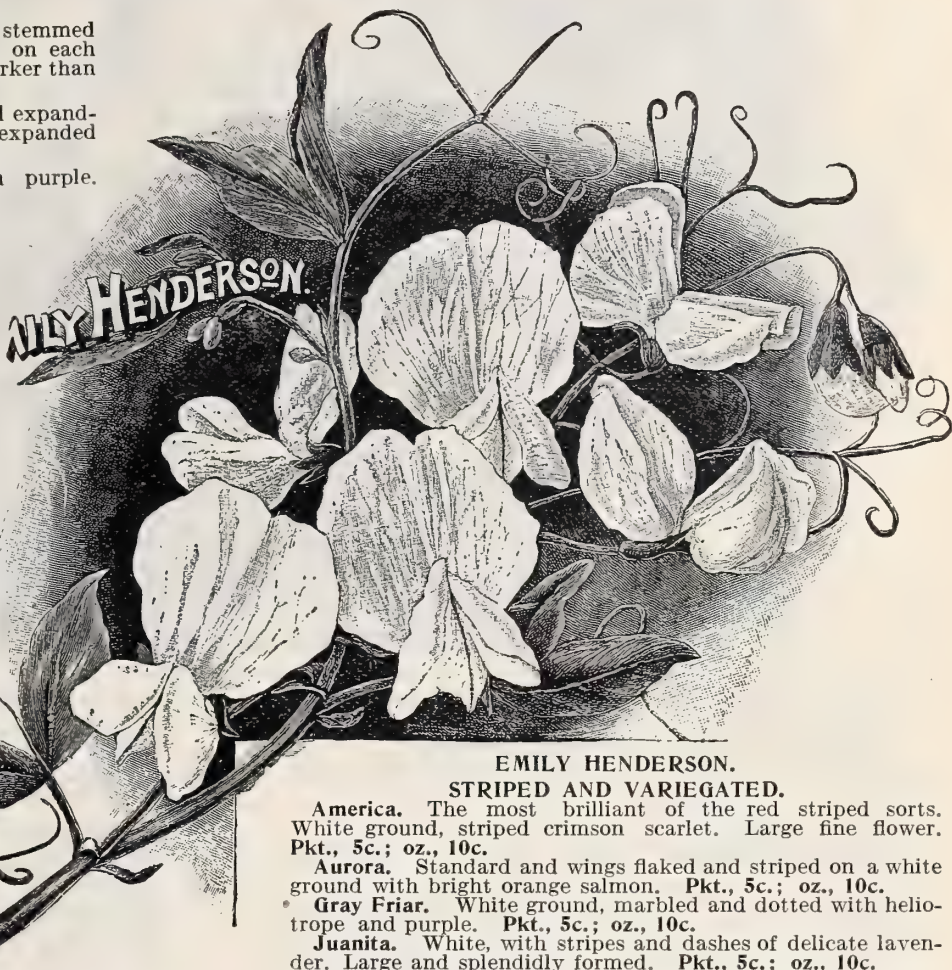 stemmed
on each
rker than
l expand-
expanded
purple.
AILY HENDERSON.
EMILY HENDERSON.
STRIPED AND VARIEGATED.
America. The most brilliant of the red striped sorts.
White ground, striped crimson scarlet. Large fine flower.
Pkt., 5c.; oz., 10c.
Aurora. Standard and wings flaked and striped on a white
ground with bright orange salmon. Pkt., 5c.; oz., 10c.
Gray Friar. White ground, marbled and dotted with helio-
trope and purple. Pkt., 5c.; oz., 10c.
Juanita. White, with stripes and dashes of delicate laven-
der. Large and splendidly formed. Pkt., 5c.; oz., 10c.